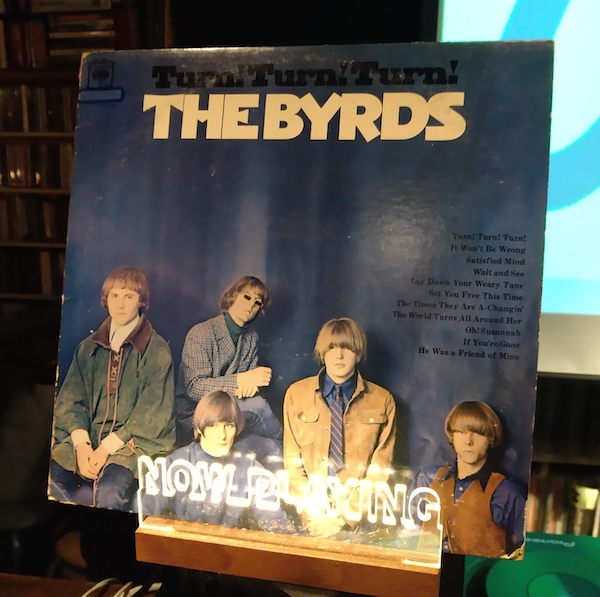 Turn! Turn! Turn!
THE BYRDS
Turn! Turn! Turn!
It Won't Be Wrong
Satisfied Mind
Wait and See
Lay Down Your Weary Tune
Set You Free This Time
The Times They Are A-Changin'
The World Turns All Around Her
Oh! Susannah
If You're Gone
He Was a Friend of Mine
NOW PLAYING
Pioneer